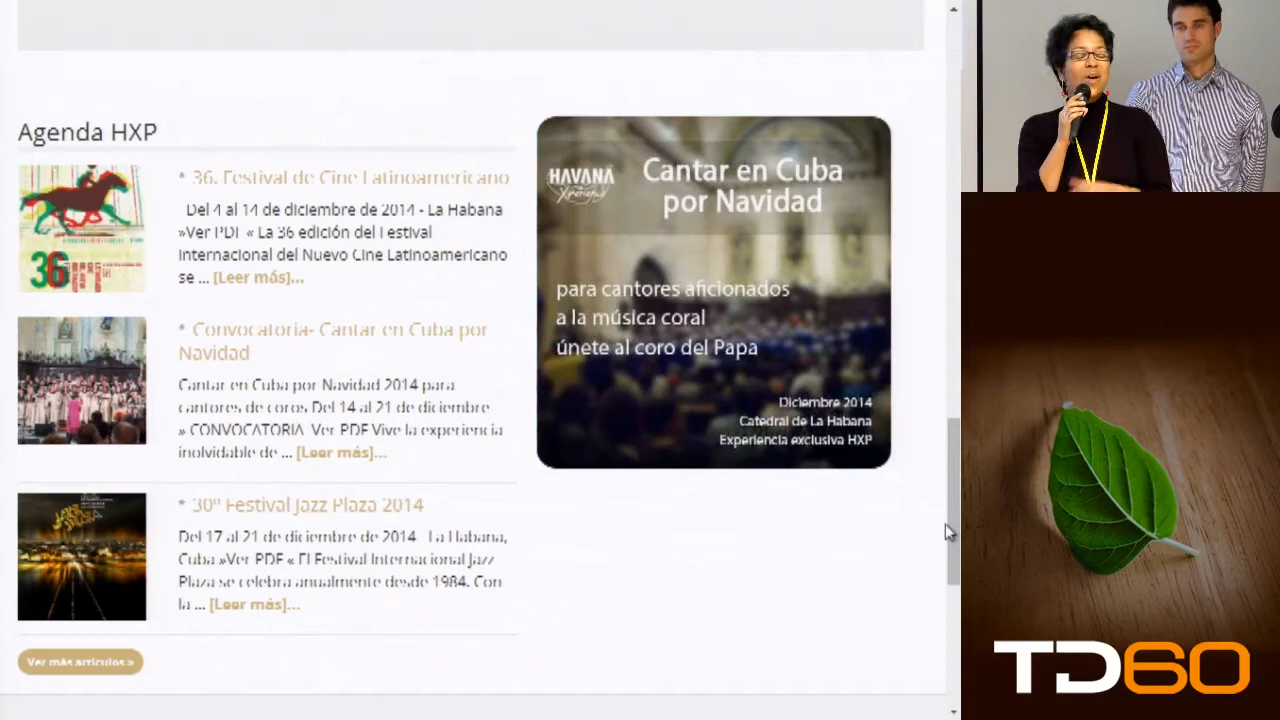 Agenda HXP
36
* 36. Festival de Cine Latinoamericano
Del 4 al 14 de diciembre de 2014 - La Habana
»Ver PDF « La 36 edición del Festival
Internacional del Nuevo Cine Latinoamericano
se ... [Leer más]...
* Convocatoria- Cantar en Cuba por
Navidad
Cantar en Cuba por Navidad 2014 para
cantores de coros Del 14 al 21 de diciembre
» CONVOCATORIA Ver PDF Vive la experiencia
inolvidable de ... [Leer más]...
* 30º Festival Jazz Plaza 2014
Del 17 al 21 de diciembre de 2014 - La Habana,
Cuba »Ver PDF « El Festival Internacional Jazz
Plaza se celebra anualmente desde 1984. Con
la ... [Leer más]...
Ver más artículos »
HAVANA
Xperience
Cantar en Cuba
por Navidad
para cantores aficionados
a la música coral
únete al coro del Papa
Diciembre 2014
Catedral de La Habana
Experiencia exclusiva HXP
TD60